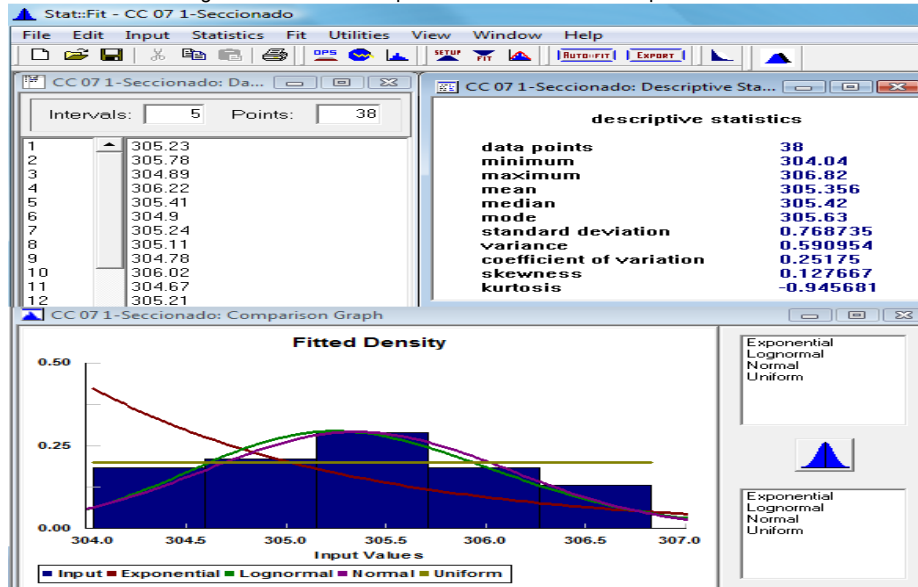 Stat::Fit - CC 07 1-Seccionado
File Edit Input Statistics Fit Utilities View Window Help
OPS SETUP FIT AUTO::FIT EXPORT
CC 07 1-Seccionado: Da...
Intervals: 5 Points: 38
1 305.23
2 305.78
3 304.89
4 306.22
5 305.41
6 304.9
7 305.24
8 305.11
9 304.78
10 306.02
11 304.67
12 305.21
CC 07 1-Seccionado: Descriptive Sta...
descriptive statistics
data points 38
minimum 304.04
maximum 306.82
mean 305.356
median 305.42
mode 305.63
standard deviation 0.768735
variance 0.590954
coefficient of variation 0.25175
skewness 0.127667
kurtosis -0.945681
CC 07 1-Seccionado: Comparison Graph
Fitted Density
0.50
0.25
0.00
304.0 304.5 305.0 305.5 306.0 306.5 307.0
Input Values
Input Exponential Lognormal Normal Uniform
Exponential
Lognormal
Normal
Uniform
Exponential
Lognormal
Normal
Uniform